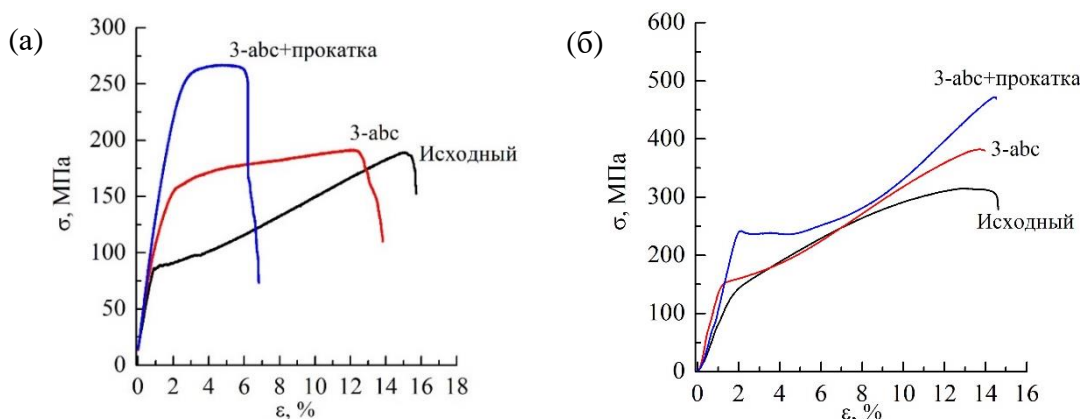 (а)
σ, МПа
300
250
200
150
100
50
0
3-abc+прокатка
3-abc
Исходный
0 2 4 6 8 10 12 14 16 18
ε, %
(б)
σ, МПа
600
500
400
300
200
100
0
3-abc+прокатка
3-abc
Исходный
0 2 4 6 8 10 12 14 16
ε, %